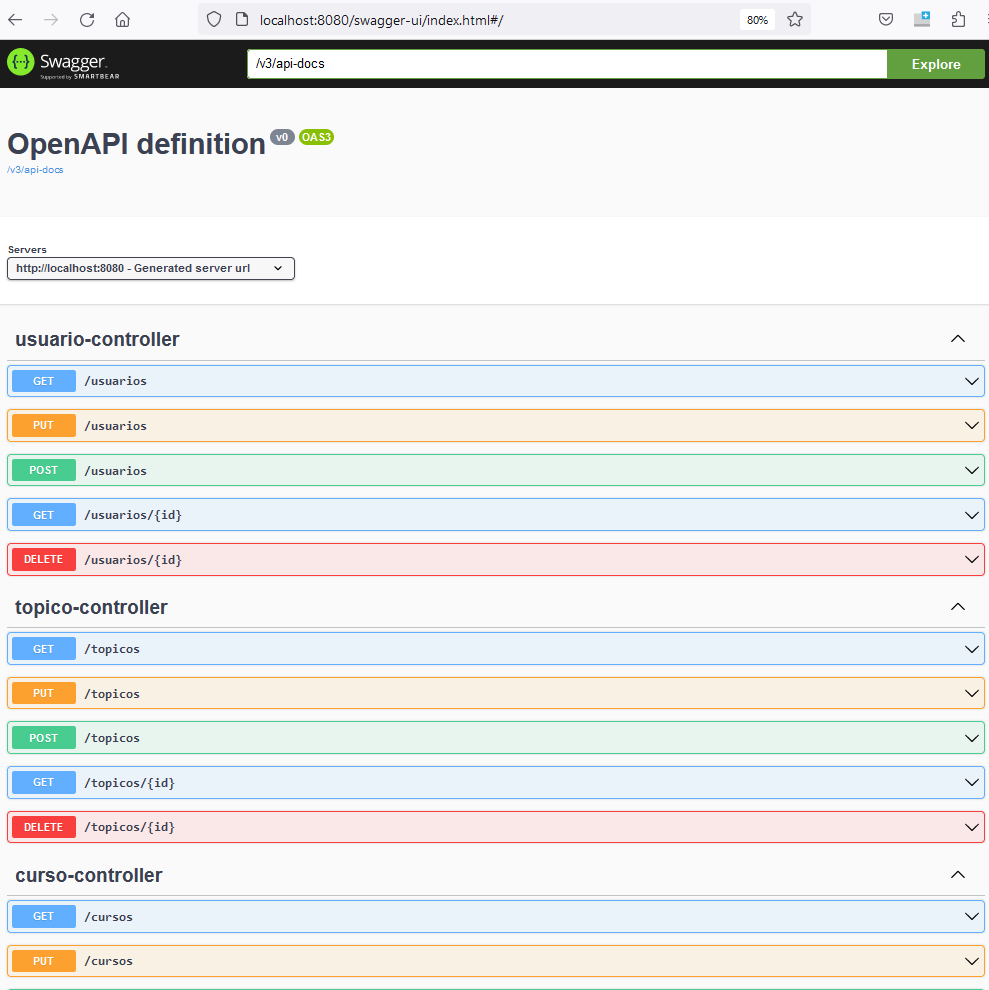 localhost:8080/swagger-ui/index.html#/
80%
Swagger.
Supported by SMARTBEAR
/v3/api-docs
Explore
OpenAPI definition v0 OAS3
/v3/api-docs
Servers
http://localhost:8080 - Generated server url
usuario-controller
GET /usuarios
PUT /usuarios
POST /usuarios
GET /usuarios/{id}
DELETE /usuarios/{id}
topico-controller
GET /topicos
PUT /topicos
POST /topicos
GET /topicos/{id}
DELETE /topicos/{id}
curso-controller
GET /cursos
PUT /cursos